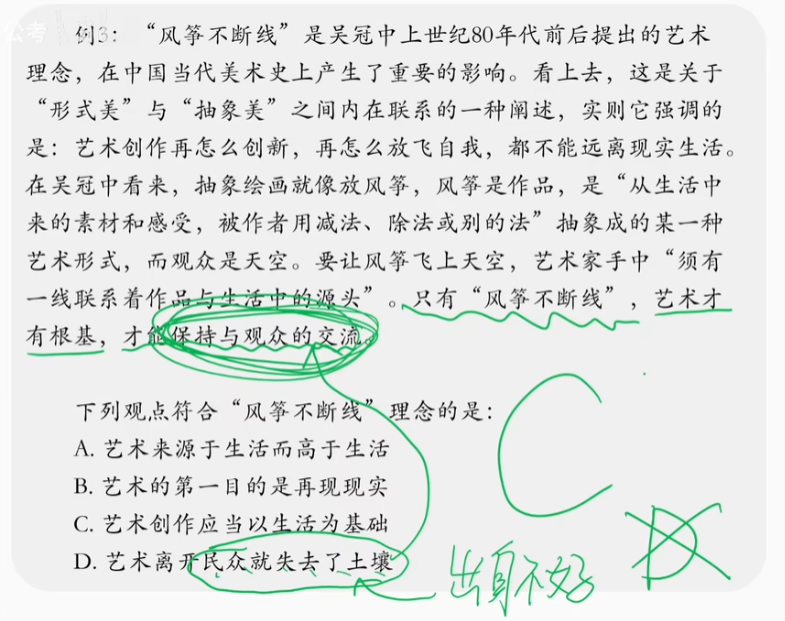 公考
例3：“风筝不断线”是吴冠中上世纪80年代前后提出的艺术
理念，在中国当代美术史上产生了重要的影响。看上去，这是关于
“形式美”与“抽象美”之间内在联系的一种阐述，实则它强调的
是：艺术创作再怎么创新，再怎么放飞自我，都不能远离现实生活。
在吴冠中看来，抽象绘画就像放风筝，风筝是作品，是“从生活中
来的素材和感受，被作者用减法、除法或别的法”抽象成的某一种
艺术形式，而观众是天空。要让风筝飞上天空，艺术家手中“须有
一线联系着作品与生活中的源头”。只有“风筝不断线”，艺术才
有根基，才能保持与观众的交流。
下列观点符合“风筝不断线”理念的是：
A. 艺术来源于生活而高于生活
B. 艺术的第一目的是再现现实
C. 艺术创作应当以生活为基础
D. 艺术离开民众就失去了土壤
C
D
出身不好